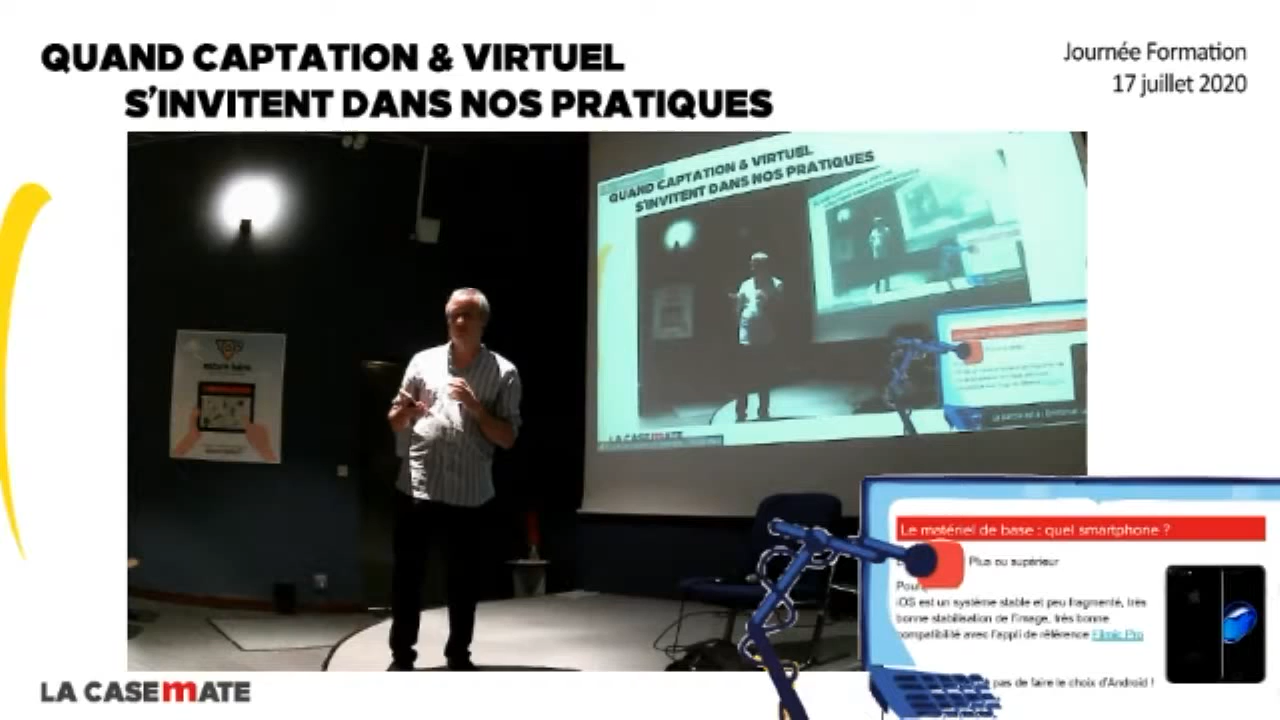 QUAND CAPTATION & VIRTUEL
S'INVITENT DANS NOS PRATIQUES
Journée Formation
17 juillet 2020
QUAND CAPTATION & VIRTUEL
S'INVITENT DANS NOS PRATIQUES
LA CASEMATE
Le matériel de base : quel smartphone ?
Plus ou supérieur
iOS est un système stable et peu fragmenté, très
bonne stabilisation de l'image, très bonne
compatibilité avec l'appli de référence Filmic Pro
pas de faire le choix d'Android !
LA CASEMATE